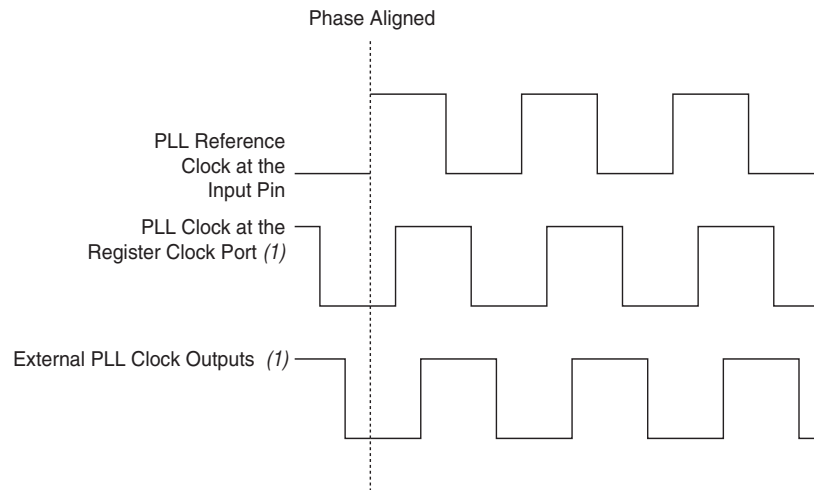 Phase Aligned
PLL Reference
Clock at the
Input Pin
PLL Clock at the
Register Clock Port (1)
External PLL Clock Outputs (1)